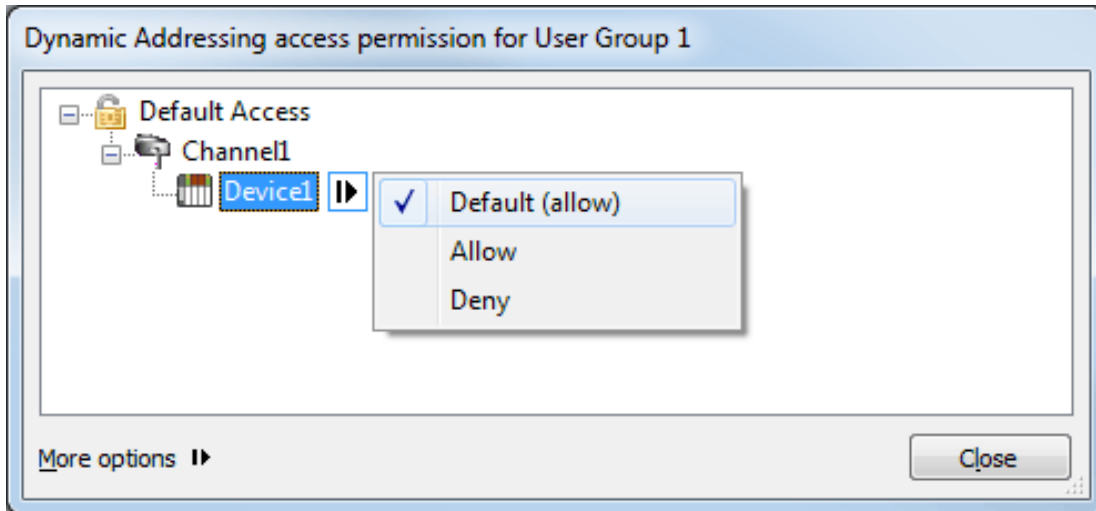 Dynamic Addressing access permission for User Group 1
Default Access
Channel1
Device1
Default (allow)
Allow
Deny
More options
Close